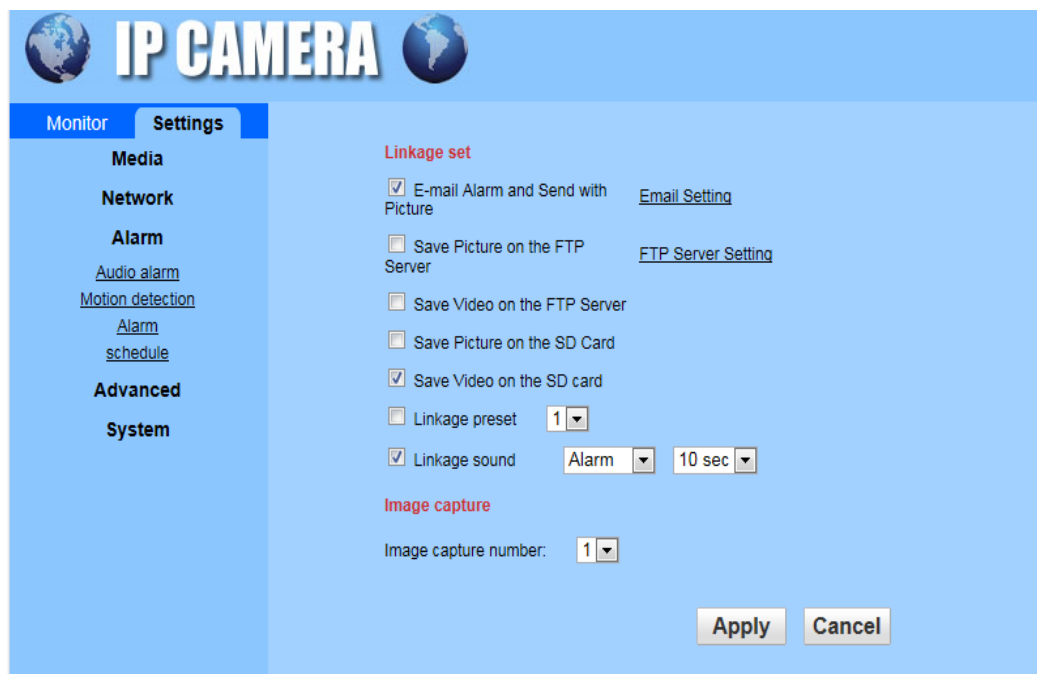 IP CAMERA
Monitor
Settings
Media
Network
Alarm
Audio alarm
Motion detection
Alarm
schedule
Advanced
System
Linkage set
E-mail Alarm and Send with
Picture
Email Setting
Save Picture on the FTP
Server
FTP Server Setting
Save Video on the FTP Server
Save Picture on the SD Card
Save Video on the SD card
Linkage preset 1
Linkage sound Alarm 10 sec
Image capture
Image capture number: 1
Apply Cancel